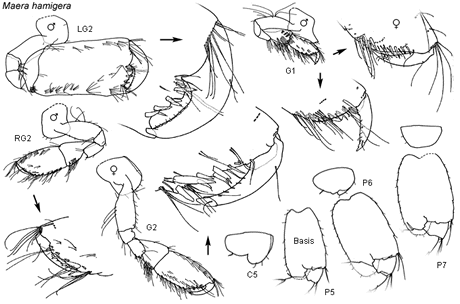 Maera hamigera
♂
LG2
♂
G1
♀
RG2
♂
♀
G2
C5
Basis
P5
P6
P7